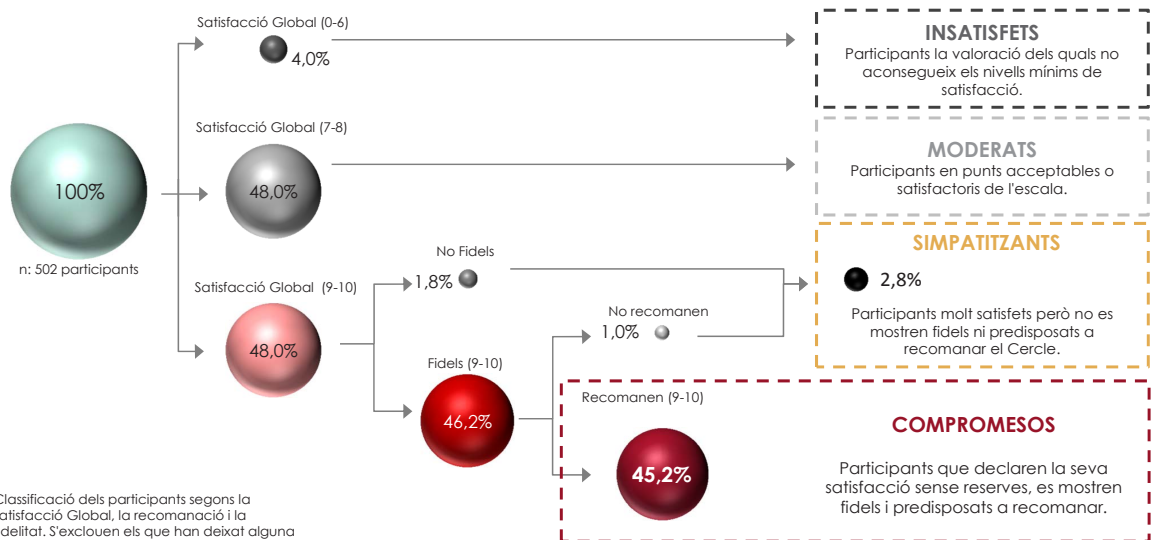 Satisfacció Global (0-6)
4,0%
INSATISFETS
Participants la valoració dels quals no
aconsegueix els nivells mínims de
satisfacció.
Satisfacció Global (7-8)
48,0%
MODERATS
Participants en punts acceptables o
satisfactoris de l'escala.
100%
n: 502 participants
Satisfacció Global (9-10)
48,0%
No Fidels
1,8%
SIMPATITZANTS
2,8%
Participants molt satisfets però no es
mostren fidels ni predisposats a
recomanar el Cercle.
No recomanen
1,0%
Fidels (9-10)
46,2%
Recomanen (9-10)
45,2%
COMPROMESOS
Participants que declaren la seva
satisfacció sense reserves, es mostren
fidels i predisposats a recomanar.
Classificació dels participants segons la
atisfacció Global, la recomanació i la
delitat. S'exclouen els que han deixat alguna